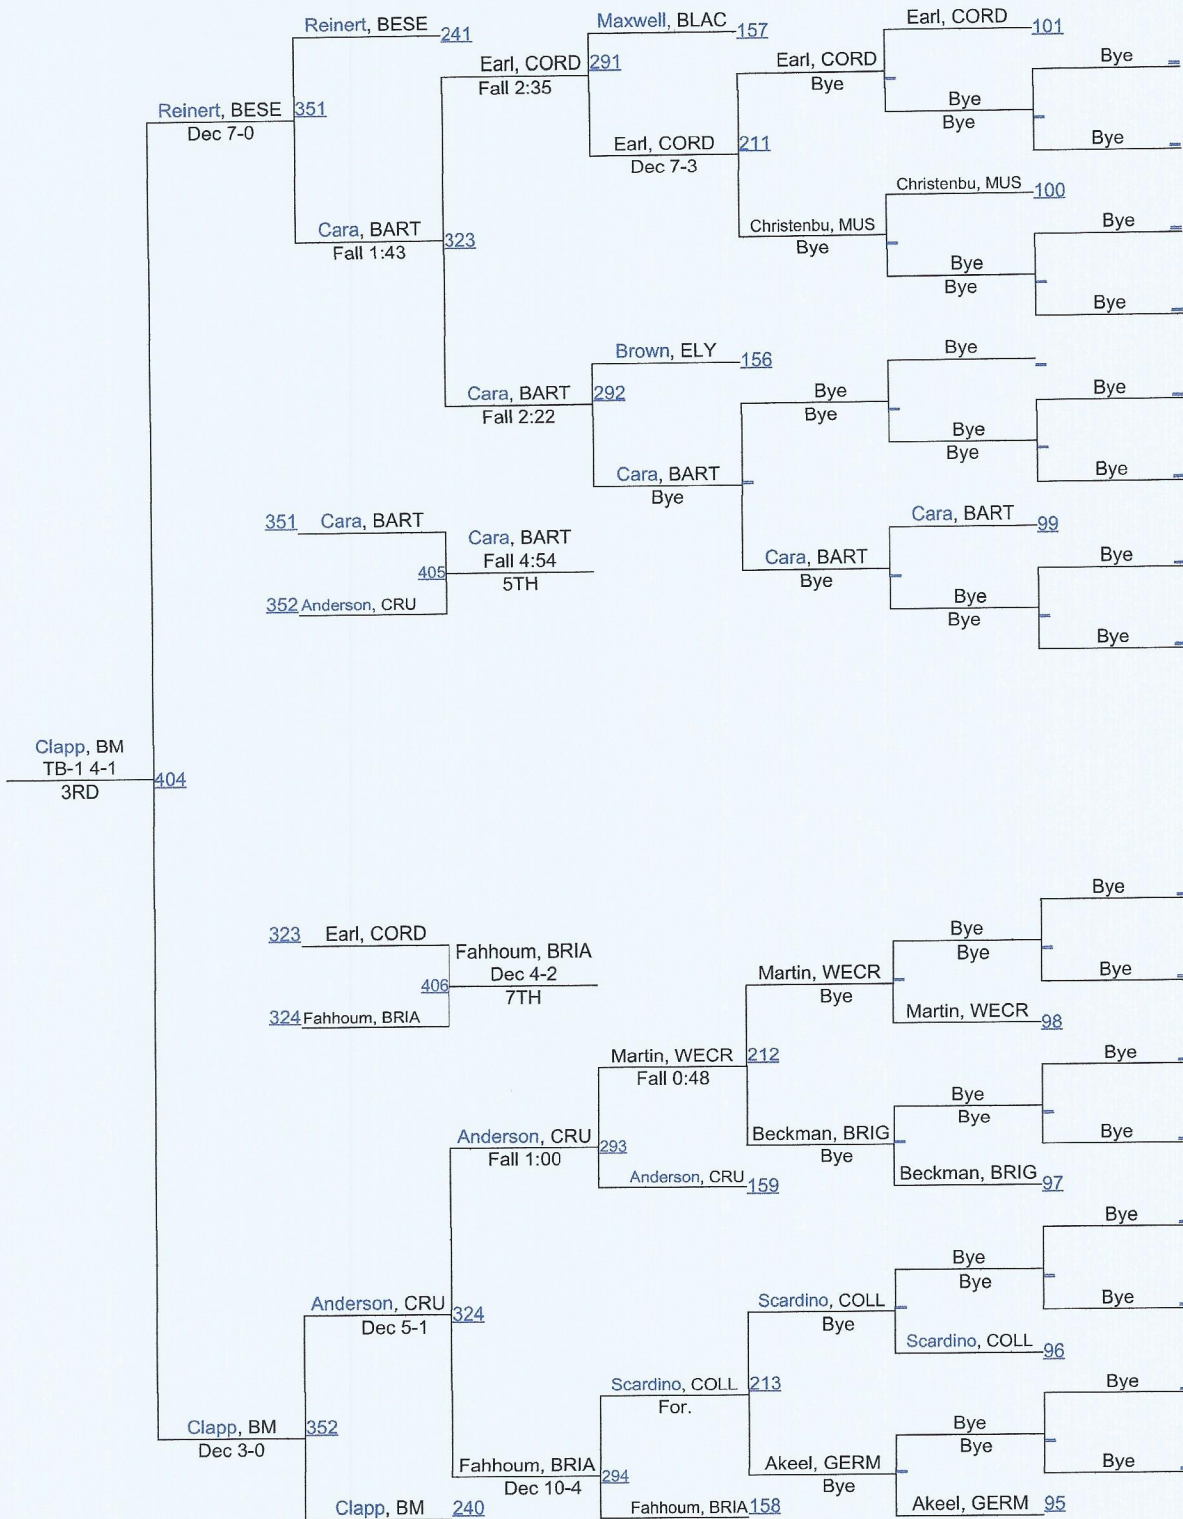 Reinert, BESE 241
Maxwell, BLAC 157
Earl, CORD 101
Earl, CORD 291
Fall 2:35
Earl, CORD
Bye
Bye
Bye
Bye
Bye
Reinert, BESE 351
Dec 7-0
Earl, CORD 211
Dec 7-3
Christenbu, MUS 100
Cara, BART 323
Fall 1:43
Christenbu, MUS
Bye
Bye
Bye
Bye
Bye
Brown, ELY 156
Bye
Cara, BART 292
Fall 2:22
Bye
Bye
Bye
Bye
Bye
Bye
Cara, BART
Bye
351 Cara, BART
Cara, BART
Fall 4:54
405
5TH
352 Anderson, CRU
Cara, BART 99
Cara, BART
Bye
Bye
Bye
Bye
Bye
Clapp, BM
TB-1 4-1
404
3RD
323 Earl, CORD
Fahhoum, BRIA
Dec 4-2
406
7TH
324 Fahhoum, BRIA
Bye
Bye
Bye
Bye
Martin, WECR
Bye
Martin, WECR 98
Martin, WECR 212
Fall 0:48
Bye
Bye
Bye
Bye
Anderson, CRU 293
Fall 1:00
Beckman, BRIG
Bye
Anderson, CRU 159
Beckman, BRIG 97
Bye
Bye
Bye
Bye
Anderson, CRU 324
Dec 5-1
Scardino, COLL
Bye
Scardino, COLL 96
Scardino, COLL 213
For.
Bye
Bye
Bye
Bye
Clapp, BM 352
Dec 3-0
Fahhoum, BRIA 294
Dec 10-4
Akeel, GERM
Bye
Clapp, BM 240
Fahhoum, BRIA 158
Akeel, GERM 95